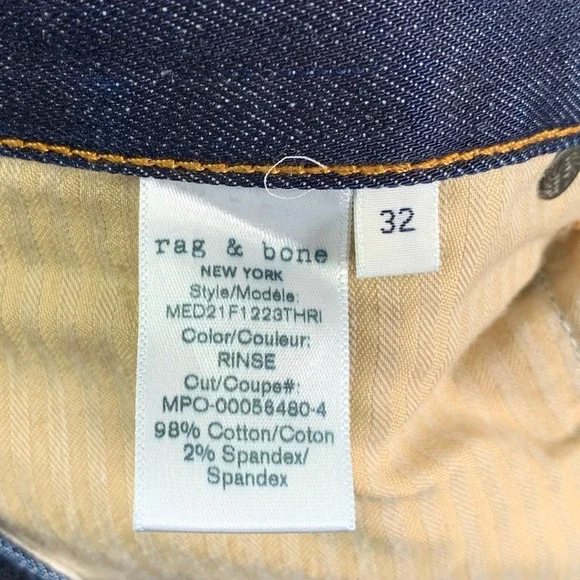 rag & bone
NEW YORK
Style/Modèle:
MED21F1223THRI
Color/Couleur:
RINSE
Cut/Coupe#:
MPO-00056480-4
98% Cotton/Coton
2% Spandex/
Spandex
32